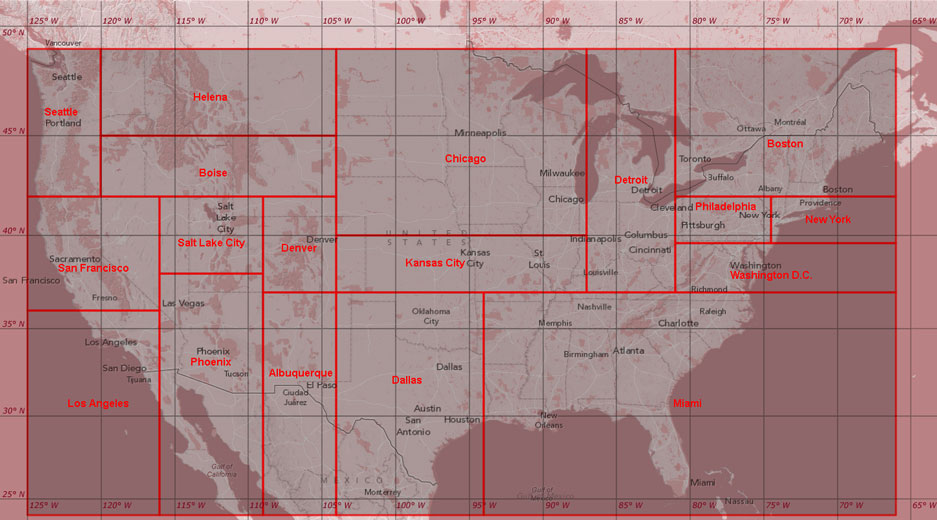 125° W 120° W 115° W 110° W 105° W 100° W 95° W 90° W 85° W 80° W 75° W 70° W 65° W
50° N
Vancouver
Seattle
Helena
Seattle
Portland
Ottawa
Montréal
45° N
Minneapolis
Boston
Chicago
Toronto
Boise
Milwaukee
Detroit
Buffalo
Detroit
Albany
Boston
Chicago
Salt
Lake
City
Cleveland
Philadelphia
New York
Providence
New York
Pittsburgh
40° N
UNITED
STATES
Salt Lake City
Denver
Denver
Indianapolis
Columbus
Cincinnati
Sacramento
San Francisco
San Francisco
Kansas City
Kansas
City
St
Louis
Louisville
Washington
Washington D.C.
Richmond
Fresno
Las Vegas
Oklahoma
City
Nashville
Raleigh
35° N
Memphis
Charlotte
Los Angeles
Phoenix
Phoenix
Birmingham
Atlanta
San Diego
Tijuana
Tucson
Albuquerque
El Paso
Dallas
Dallas
Ciudad
Juárez
Los Angeles
Miami
30° N
Austin
San
Antonio
Houston
New
Orleans
Gulf of
California
MEXICO
Monterrey
Gulf of
Miami
Nassau
25° N
125° W 120° W 115° W 110° W 105° W 100° W 95° W 90° W 85° W 80° W 75° W 70° W 65° W